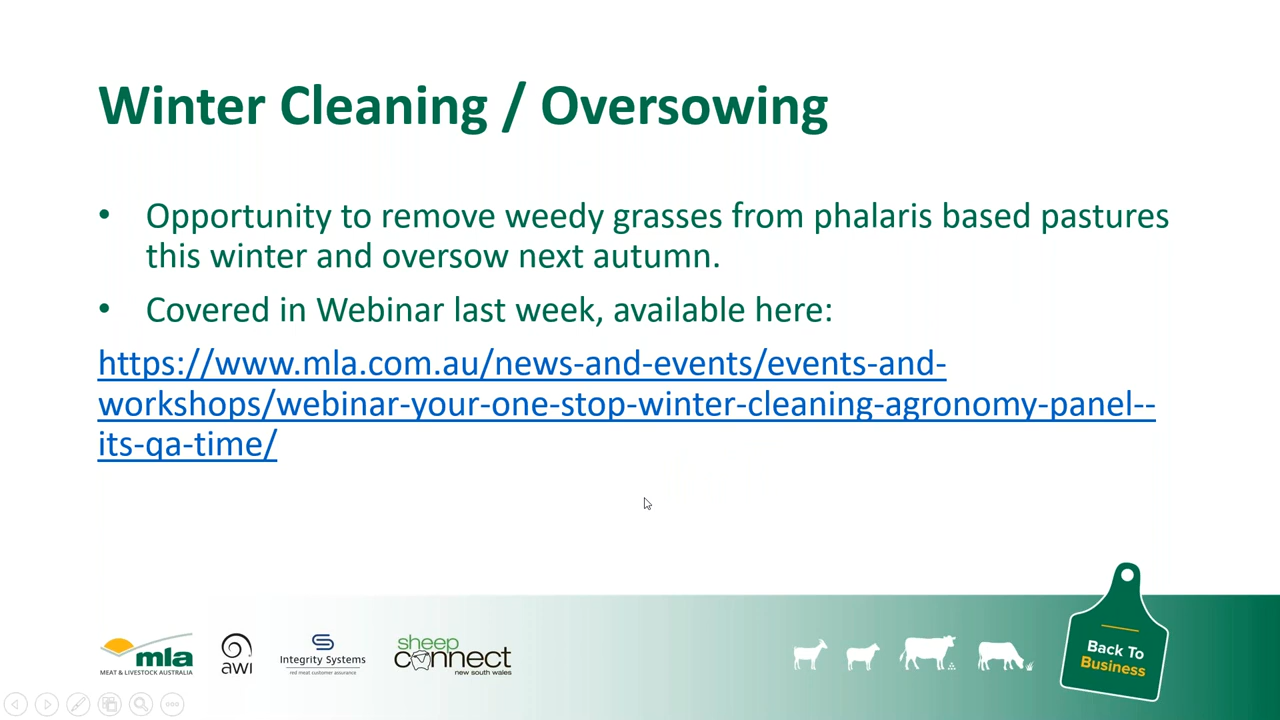 Winter Cleaning / Oversowing
• Opportunity to remove weedy grasses from phalaris based pastures
this winter and oversow next autumn.
• Covered in Webinar last week, available here:
https://www.mla.com.au/news-and-events/events-and-
workshops/webinar-your-one-stop-winter-cleaning-agronomy-panel--
its-qa-time/
mla
MEAT & LIVESTOCK AUSTRALIA
awi
Integrity Systems
red meat customer assurance
sheep
connect
new south wales
Back To
Business